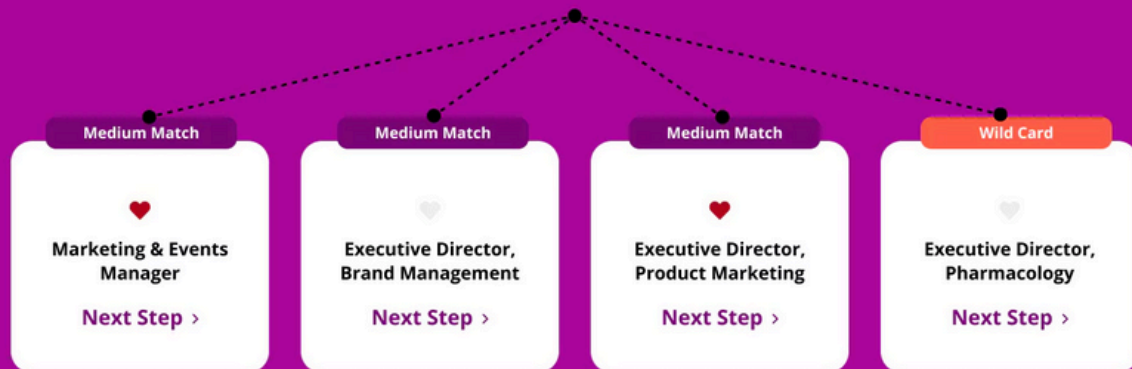 Medium Match
Medium Match
Medium Match
Wild Card
Marketing & Events
Manager
Next Step >
Executive Director,
Brand Management
Next Step >
Executive Director,
Product Marketing
Next Step >
Executive Director,
Pharmacology
Next Step >